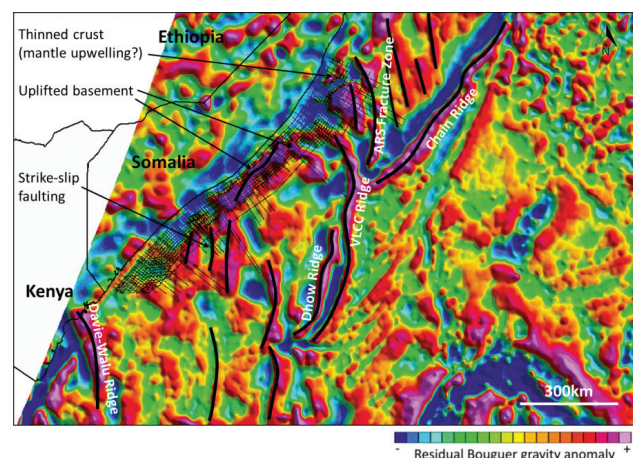 Thinned crust
(mantle upwelling?)
Ethiopia
Uplifted basement
Somalia
Strike-slip
faulting
Kenya
Davie-Walu Ridge
Dhow Ridge
VLCC Ridge
ARS Fracture Zone
Chain Ridge
N
300km
- +
Residual Bouguer gravity anomaly